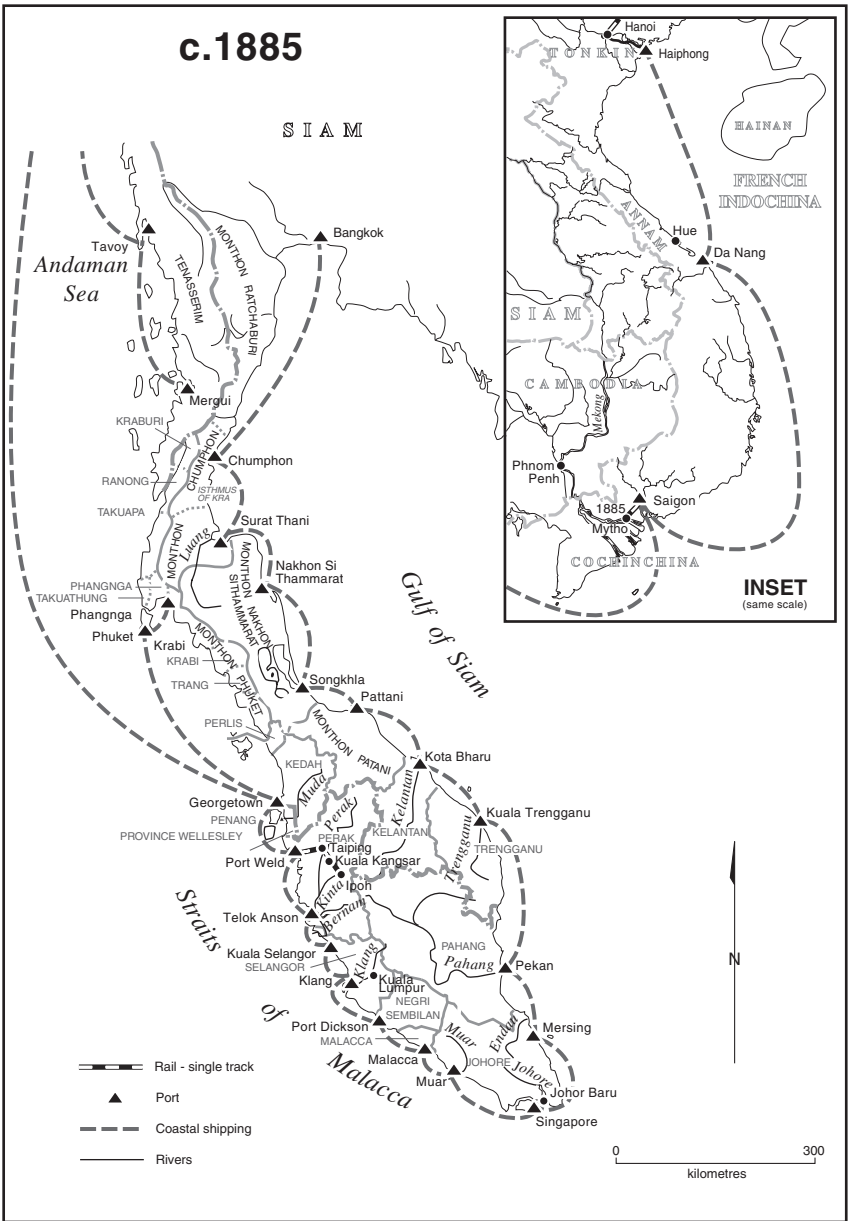 c.1885
SIAM
Tavoy
Andaman
Sea
TENASSERIM
MONTHON RATCHABURI
Bangkok
Mergui
KRABURI
CHUMPHON
Chumphon
RANONG
ISTHMUS
OF KRA
TAKUAPA
Surat Thani
Luang
MONTHON
MONTHON NAKHON
SITHAMMARAT
Nakhon Si
Thammarat
PHANGNGA
TAKUATHUNG
Phangnga
Phuket
Krabi
MONTHON PHUKET
KRABI
TRANG
Gulf of Siam
Songkhla
Pattani
PERLIS
MONTHON PATANI
KEDAH
Muda
Kota Bharu
Georgetown
PENANG
PROVINCE WELLESLEY
Perak
PERAK
Kelantan
KELANTAN
Kuala Trengganu
Trengganu
TRENGGANU
Port Weld
Taiping
Kuala Kangsar
Ipoh
Kinta
Bernam
Telok Anson
Straits
of
Malacca
Kuala Selangor
SELANGOR
Klang
Klang
Kuala
Lumpur
PAHANG
Pahang
Pekan
NEGRI
SEMBILAN
Port Dickson
MALACCA
Malacca
Muar
Muar
Endau
Mersing
JOHORE
Johore
Johor Baru
Singapore
Hanoi
TONKIN
Haiphong
HAINAN
FRENCH
INDOCHINA
ANNAM
Hue
Da Nang
SIAM
CAMBODIA
Mekong
Phnom
Penh
Saigon
1885
Mytho
COCHINCHINA
INSET
(same scale)
N
Rail - single track
Port
Coastal shipping
Rivers
0 300
kilometres